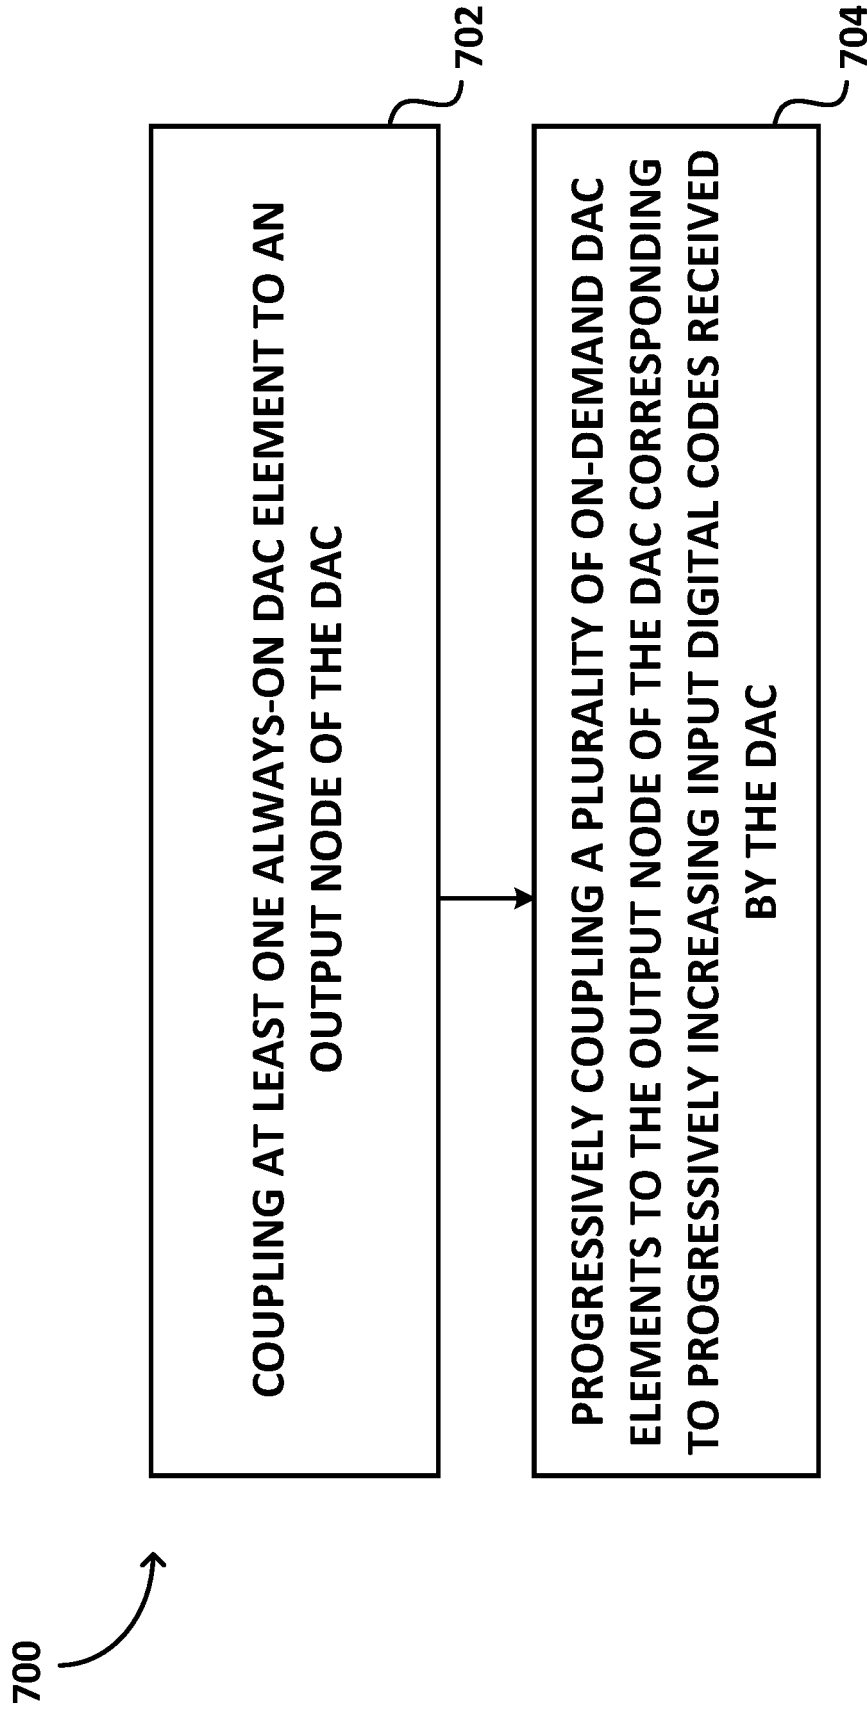 700
COUPLING AT LEAST ONE ALWAYS-ON DAC ELEMENT TO AN
OUTPUT NODE OF THE DAC
702
PROGRESSIVELY COUPLING A PLURALITY OF ON-DEMAND DAC
ELEMENTS TO THE OUTPUT NODE OF THE DAC CORRESPONDING
TO PROGRESSIVELY INCREASING INPUT DIGITAL CODES RECEIVED
BY THE DAC
704